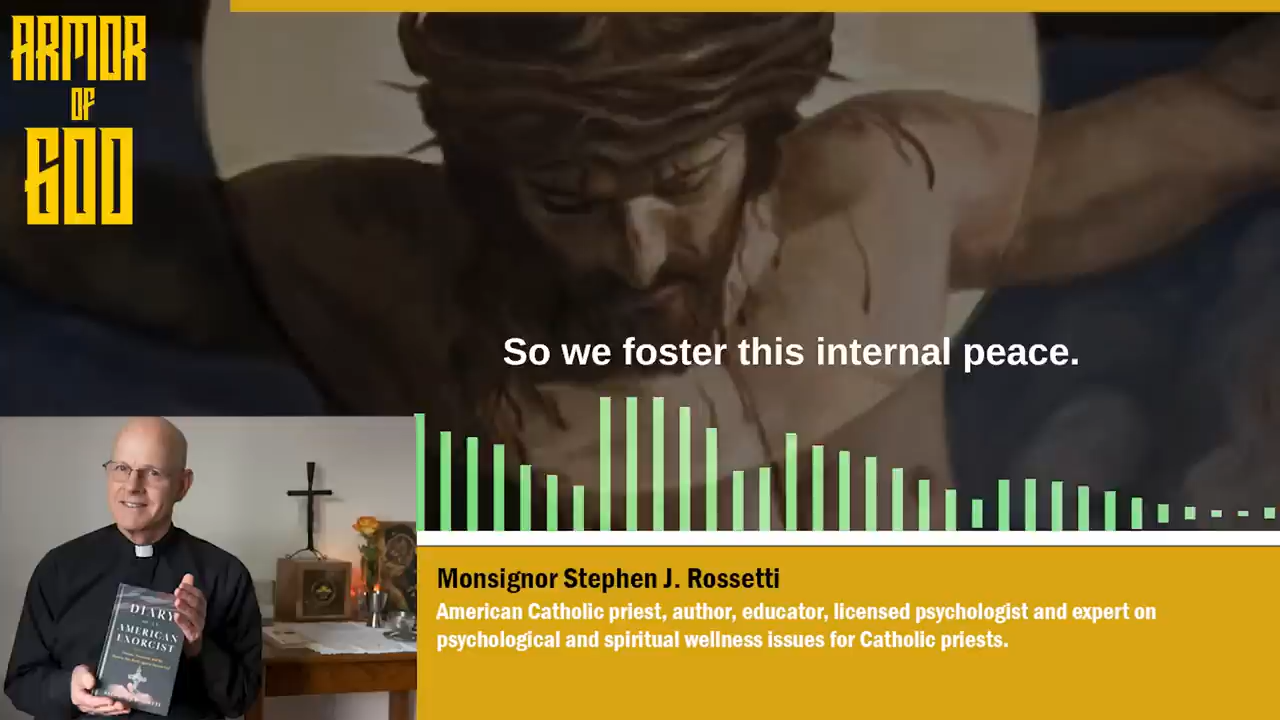 ARMOR
OF
GOD
So we foster this internal peace.
DIARY
AMERICAN
EXORCIST
Monsignor Stephen J. Rossetti
American Catholic priest, author, educator, licensed psychologist and expert on
psychological and spiritual wellness issues for Catholic priests.